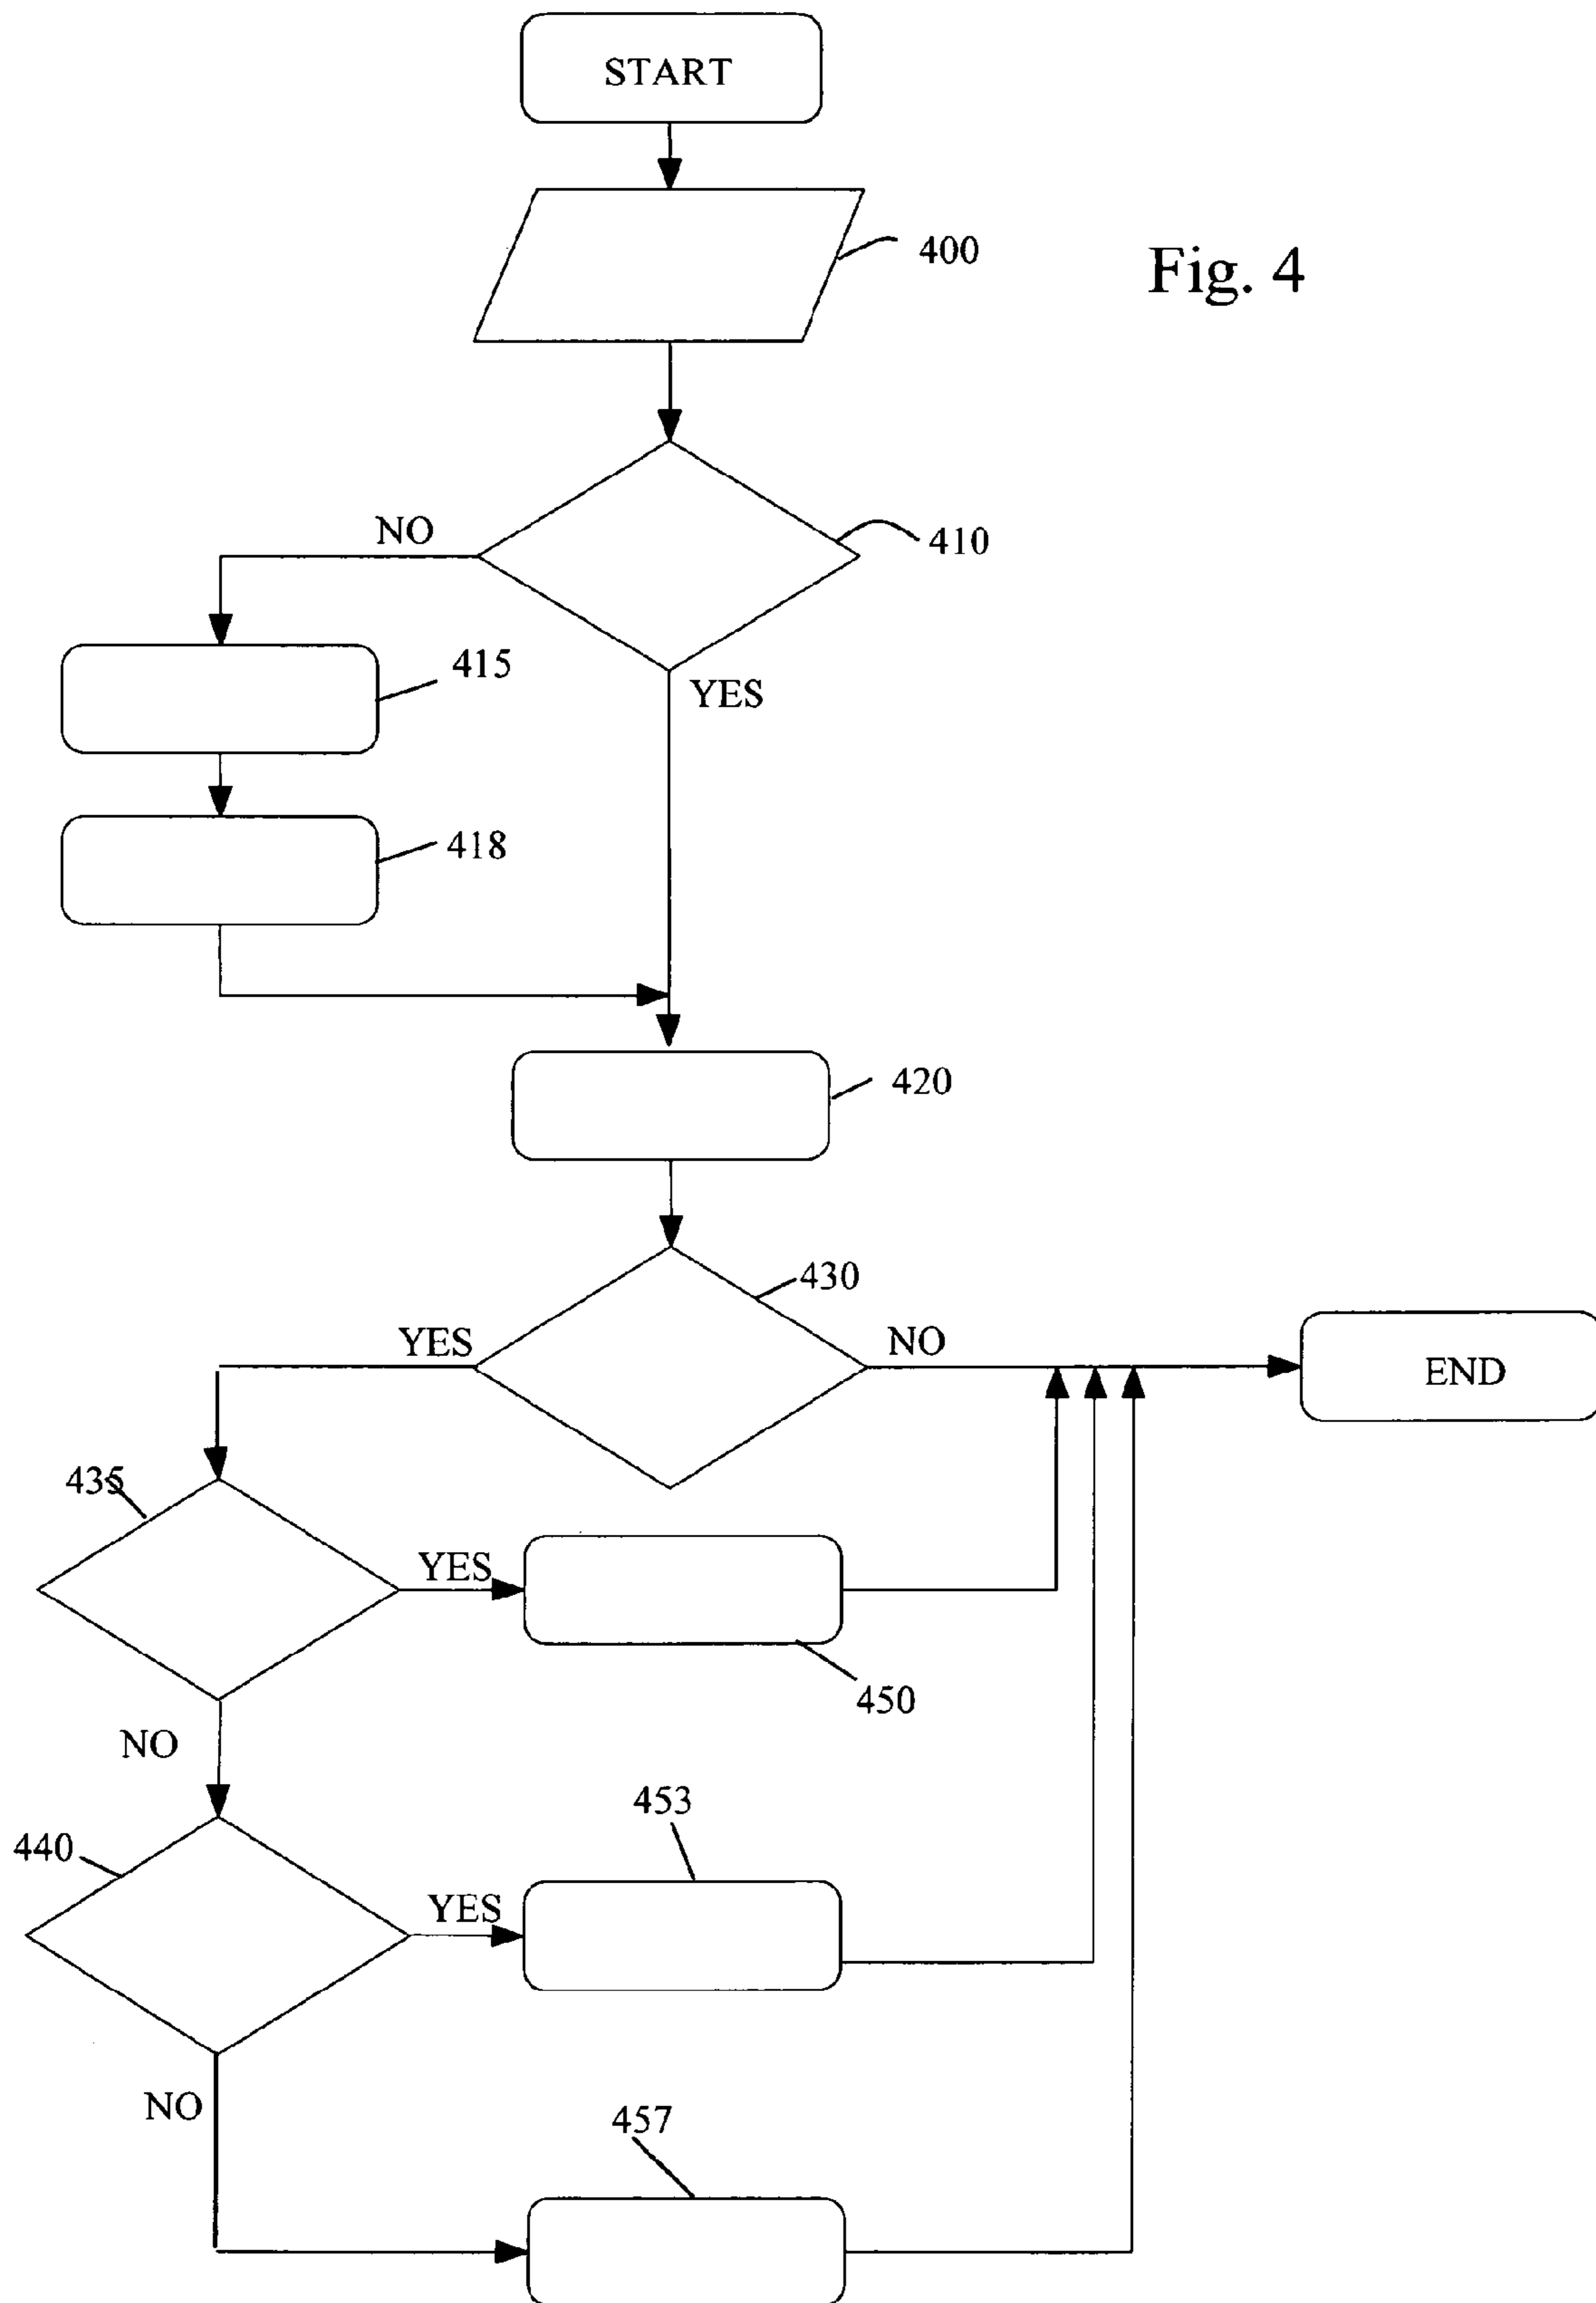 START
400
Fig. 4
NO
410
415
YES
418
420
430
YES
NO
END
435
YES
450
NO
453
440
YES
NO
457